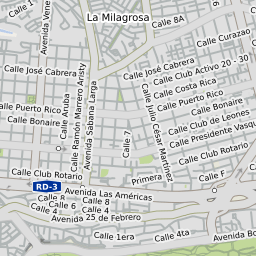 La Milagrosa
Calle 8A
Avenida Vene
Calle José Cabrera
Calle Curazao
Calle José Cabrera
Calle Club Activo 20 - 30
Calle Costa Rica
Calle Puerto Rico
Calle Bonaire
Calle Aruba
Calle Ramón Marrero Aristy
Avenida Sabana Larga
Calle Julio César Martínez
Puerto Rico
Calle Bonaire
Calle 7
Calle Club de Leones
Calle Presidente Vasqu
Calle Club Rotario
Calle Club Rotario
Primera
Calle F
RD-3
Avenida Las Américas
Calle 8
Calle 6
Calle 4
Calle 8
Calle 4
Avenida 25 de Febrero
Calle 1era
Calle 4ta
Avenida Bo